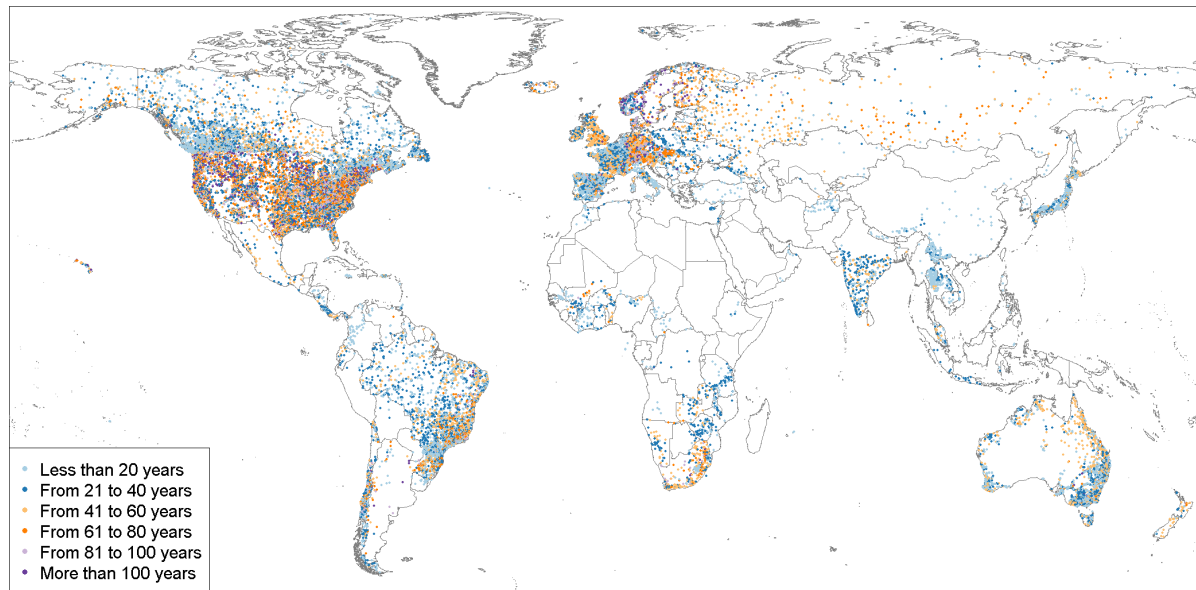 Less than 20 years
From 21 to 40 years
From 41 to 60 years
From 61 to 80 years
From 81 to 100 years
More than 100 years